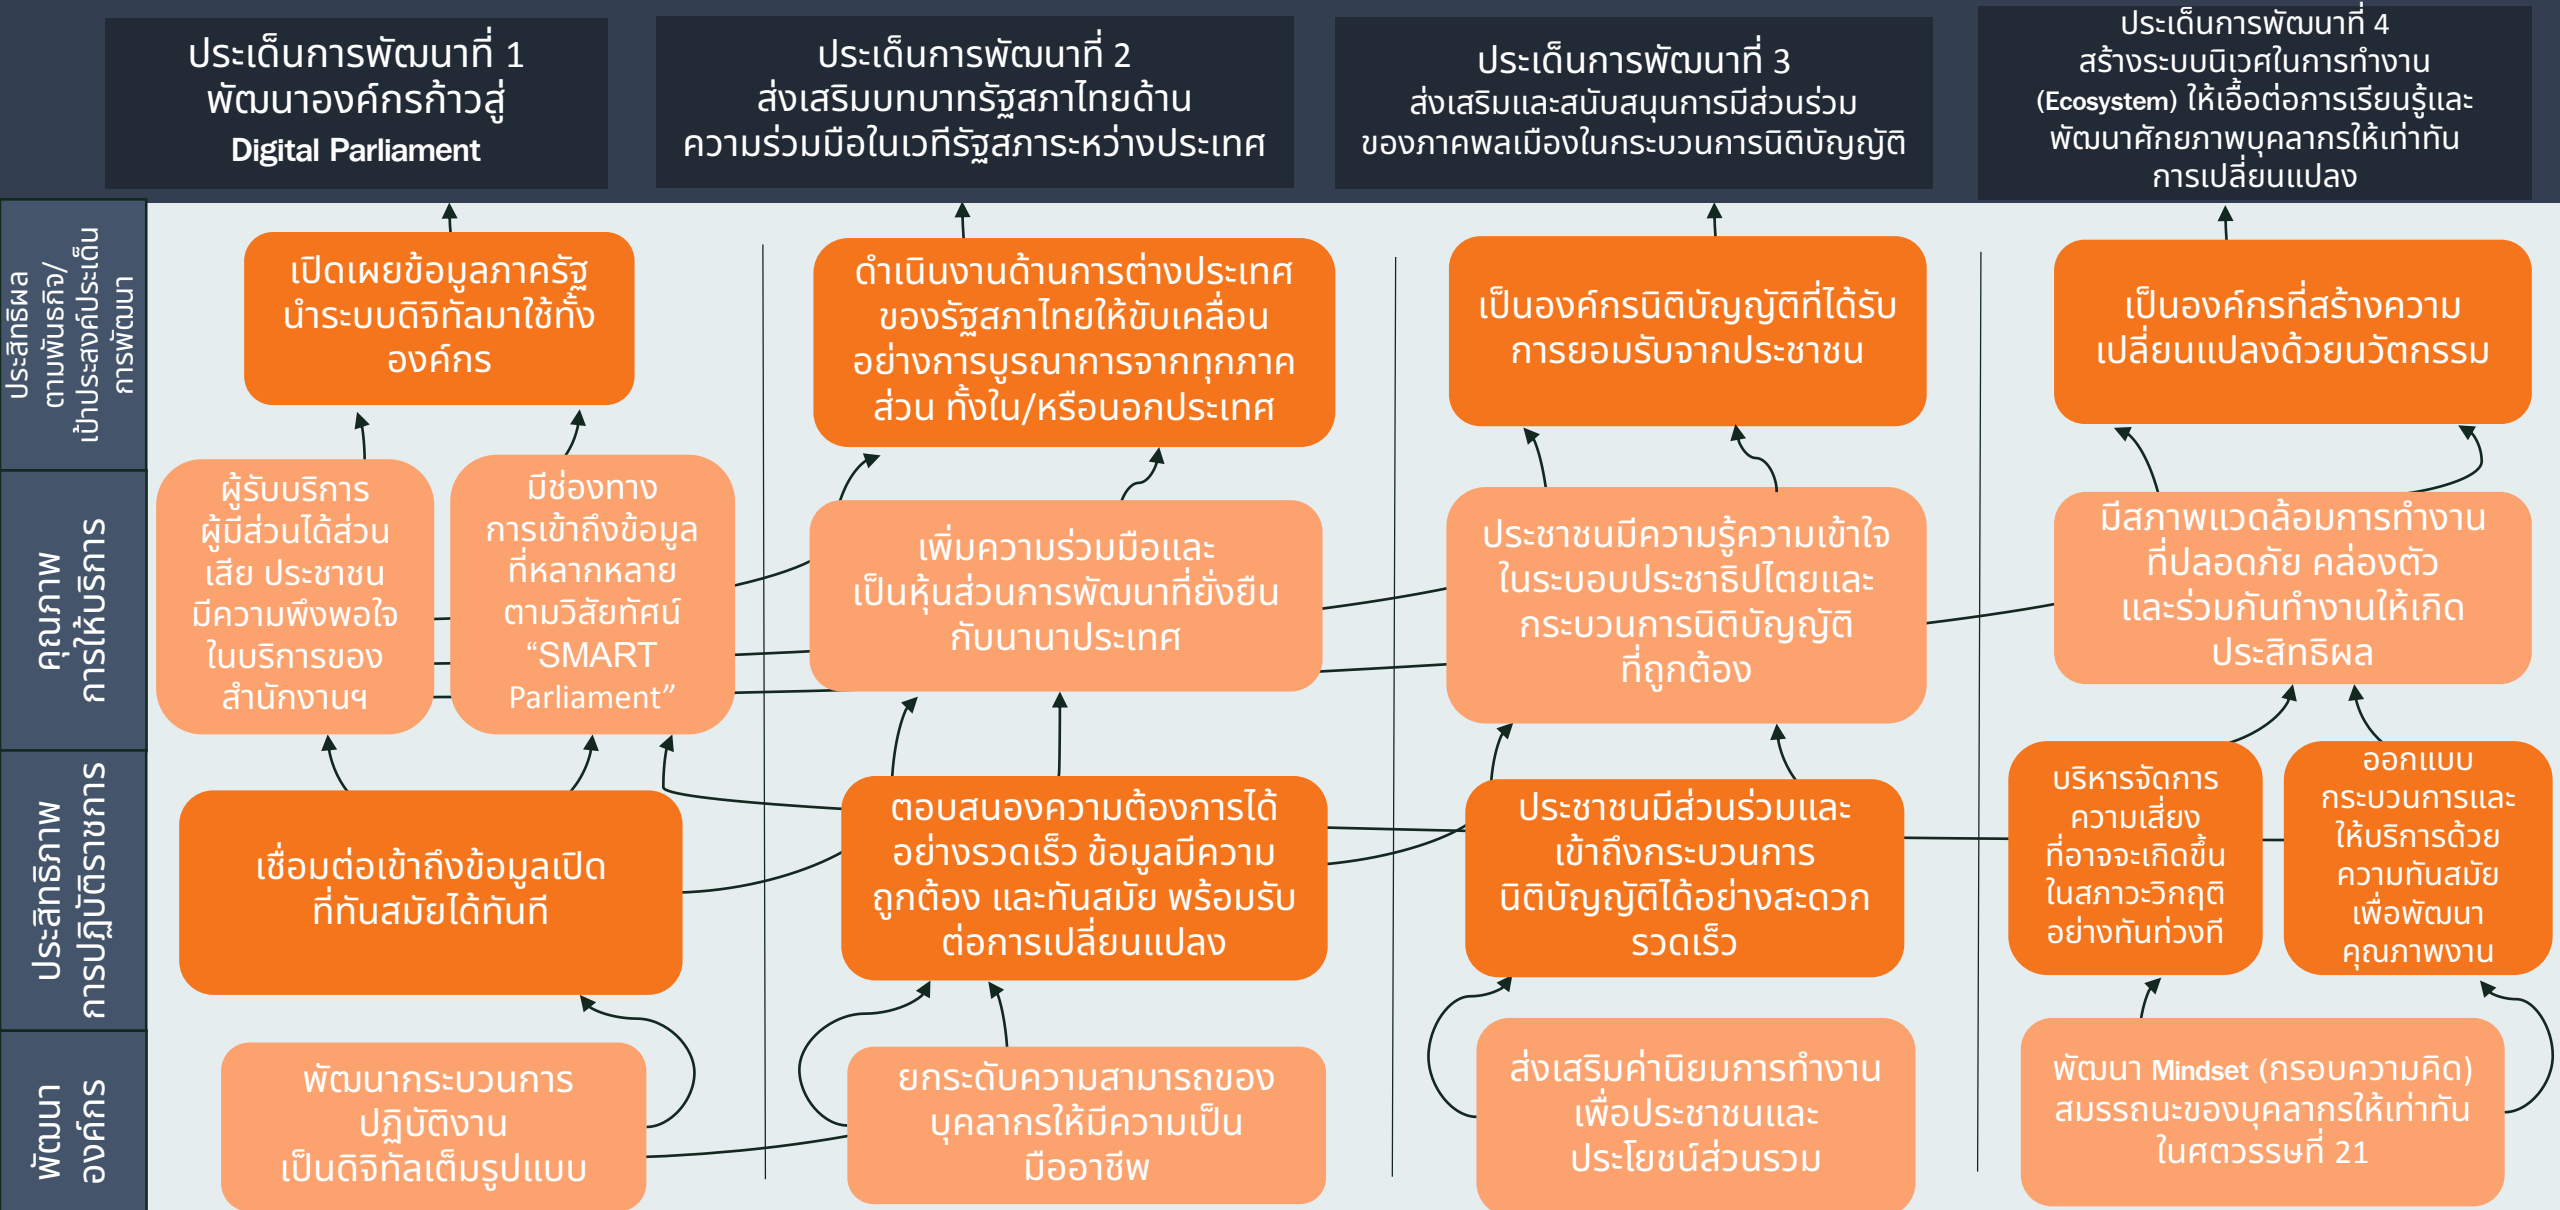 ประเด็นการพัฒนาที่ 1
พัฒนาองค์กรก้าวสู่
Digital Parliament
ประเด็นการพัฒนาที่ 2
ส่งเสริมบทบาทรัฐสภาไทยด้าน
ความร่วมมือในเวทีรัฐสภาระหว่างประเทศ
ประเด็นการพัฒนาที่ 3
ส่งเสริมและสนับสนุนการมีส่วนร่วม
ของภาคพลเมืองในกระบวนการนิติบัญญัติ
ประเด็นการพัฒนาที่ 4
สร้างระบบนิเวศในการทำงาน
(Ecosystem) ให้เอื้อต่อการเรียนรู้และ
พัฒนาศักยภาพบุคลากรให้เท่าทัน
การเปลี่ยนแปลง
ประสิทธิผล
ตามพันธกิจ/
เป้าประสงค์ประเด็น
การพัฒนา
เปิดเผยข้อมูลภาครัฐ
นำระบบดิจิทัลมาใช้ทั้ง
องค์กร
ดำเนินงานด้านการต่างประเทศ
ของรัฐสภาไทยให้ขับเคลื่อน
อย่างการบูรณาการจากทุกภาค
ส่วน ทั้งใน/หรือนอกประเทศ
เป็นองค์กรนิติบัญญัติที่ได้รับ
การยอมรับจากประชาชน
เป็นองค์กรที่สร้างความ
เปลี่ยนแปลงด้วยนวัตกรรม
คุณภาพ
การให้บริการ
ผู้รับบริการ
ผู้มีส่วนได้ส่วน
เสีย ประชาชน
มีความพึงพอใจ
ในบริการของ
สำนักงานฯ
มีช่องทาง
การเข้าถึงข้อมูล
ที่หลากหลาย
ตามวิสัยทัศน์
“SMART
Parliament”
เพิ่มความร่วมมือและ
เป็นหุ้นส่วนการพัฒนาที่ยั่งยืน
กับนานาประเทศ
ประชาชนมีความรู้ความเข้าใจ
ในระบอบประชาธิปไตยและ
กระบวนการนิติบัญญัติ
ที่ถูกต้อง
มีสภาพแวดล้อมการทำงาน
ที่ปลอดภัย คล่องตัว
และร่วมกันทำงานให้เกิด
ประสิทธิผล
ประสิทธิภาพ
การปฏิบัติราชการ
เชื่อมต่อเข้าถึงข้อมูลเปิด
ที่ทันสมัยได้ทันที
ตอบสนองความต้องการได้
อย่างรวดเร็ว ข้อมูลมีความ
ถูกต้อง และทันสมัย พร้อมรับ
ต่อการเปลี่ยนแปลง
ประชาชนมีส่วนร่วมและ
เข้าถึงกระบวนการ
นิติบัญญัติได้อย่างสะดวก
รวดเร็ว
บริหารจัดการ
ความเสี่ยง
ที่อาจจะเกิดขึ้น
ในสภาวะวิกฤติ
อย่างทันท่วงที
ออกแบบ
กระบวนการและ
ให้บริการด้วย
ความทันสมัย
เพื่อพัฒนา
คุณภาพงาน
พัฒนา
องค์กร
พัฒนากระบวนการ
ปฏิบัติงาน
เป็นดิจิทัลเต็มรูปแบบ
ยกระดับความสามารถของ
บุคลากรให้มีความเป็น
มืออาชีพ
ส่งเสริมค่านิยมการทำงาน
เพื่อประชาชนและ
ประโยชน์ส่วนรวม
พัฒนา Mindset (กรอบความคิด)
สมรรถนะของบุคลากรให้เท่าทัน
ในศตวรรษที่ 21